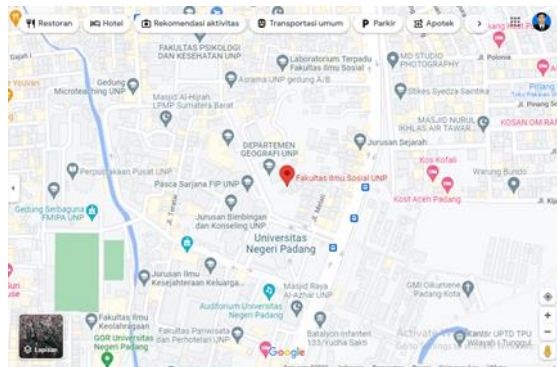 Restoran
Hotel
Rekomendasi aktivitas
Transportasi umum
P Parkir
Apotek
FAKULTAS PSIKOLOGI
DAN KESEHATAN UNP
Laboratorium Terpadu
Fakultas Ilmu Sosial
MD STUDIO
PHOTOGRAPHY
Jl. Polonia
Gedung
Microteaching UNP
Asrama UNP gedung A/B
Stikes Syedza Saintika
Masjid Al-Hijrah,
LPMP Sumatera Barat
MASJID NURUL
IKHLAS AIR TAWAR...
KOSAN OM RA
DEPARTEMEN
GEOGRAFI UNP
Jurusan Sejarah
Kos Kofali
Perpustakaan Pusat UNP
Fakultas Ilmu Sosial UNP
Warung Bundo
Pasca Sarjana FIP UNP
Kost Aceh Padang
Gedung Serbaguna
FMIPA UNP
Jurusan Bimbingan
dan Konseling UNP
Universitas
Negeri Padang
Jurusan Ilmu
Kesejahteraan Keluarga...
Masjid Raya
Al-Azhar UNP
GMI Oikumene
Padang Kota
Auditorium Universitas
Negeri Padang
Fakultas Ilmu
Keolahragaan
Fakultas Pariwisata
dan Perhotelan UNP
Batalyon Infanteri
133/Yudha Sakti
Kantor UPTD TPU
Wilayah I Tunggul...
GOR Universitas
Negeri Padang
Lapisan
Google